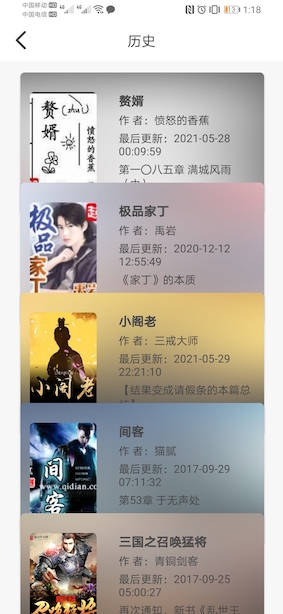 中国移动 HD
中国电信 HD
1:18
历史
赘婿
(zhuì)
愤怒的香蕉
赘婿
作 者：愤怒的香蕉
最后更新：2021-05-28
00:09:59
第一〇八五章 满城风雨
极品家丁
极品家丁
作 者：禹岩
最后更新：2020-12-12
12:55:49
《家丁》的本质
小阁老
小阁老
作 者：三戒大师
最后更新：2021-05-29
22:21:10
【结果变成请假条的本篇总
间客
www.qidian.com
间客
作 者：猫腻
最后更新：2017-09-29
07:11:32
第53章 于无声处
三国之召唤猛将
作 者：青铜剑客
最后更新：2017-09-25
05:00:27
再次通知，新书《乱世王